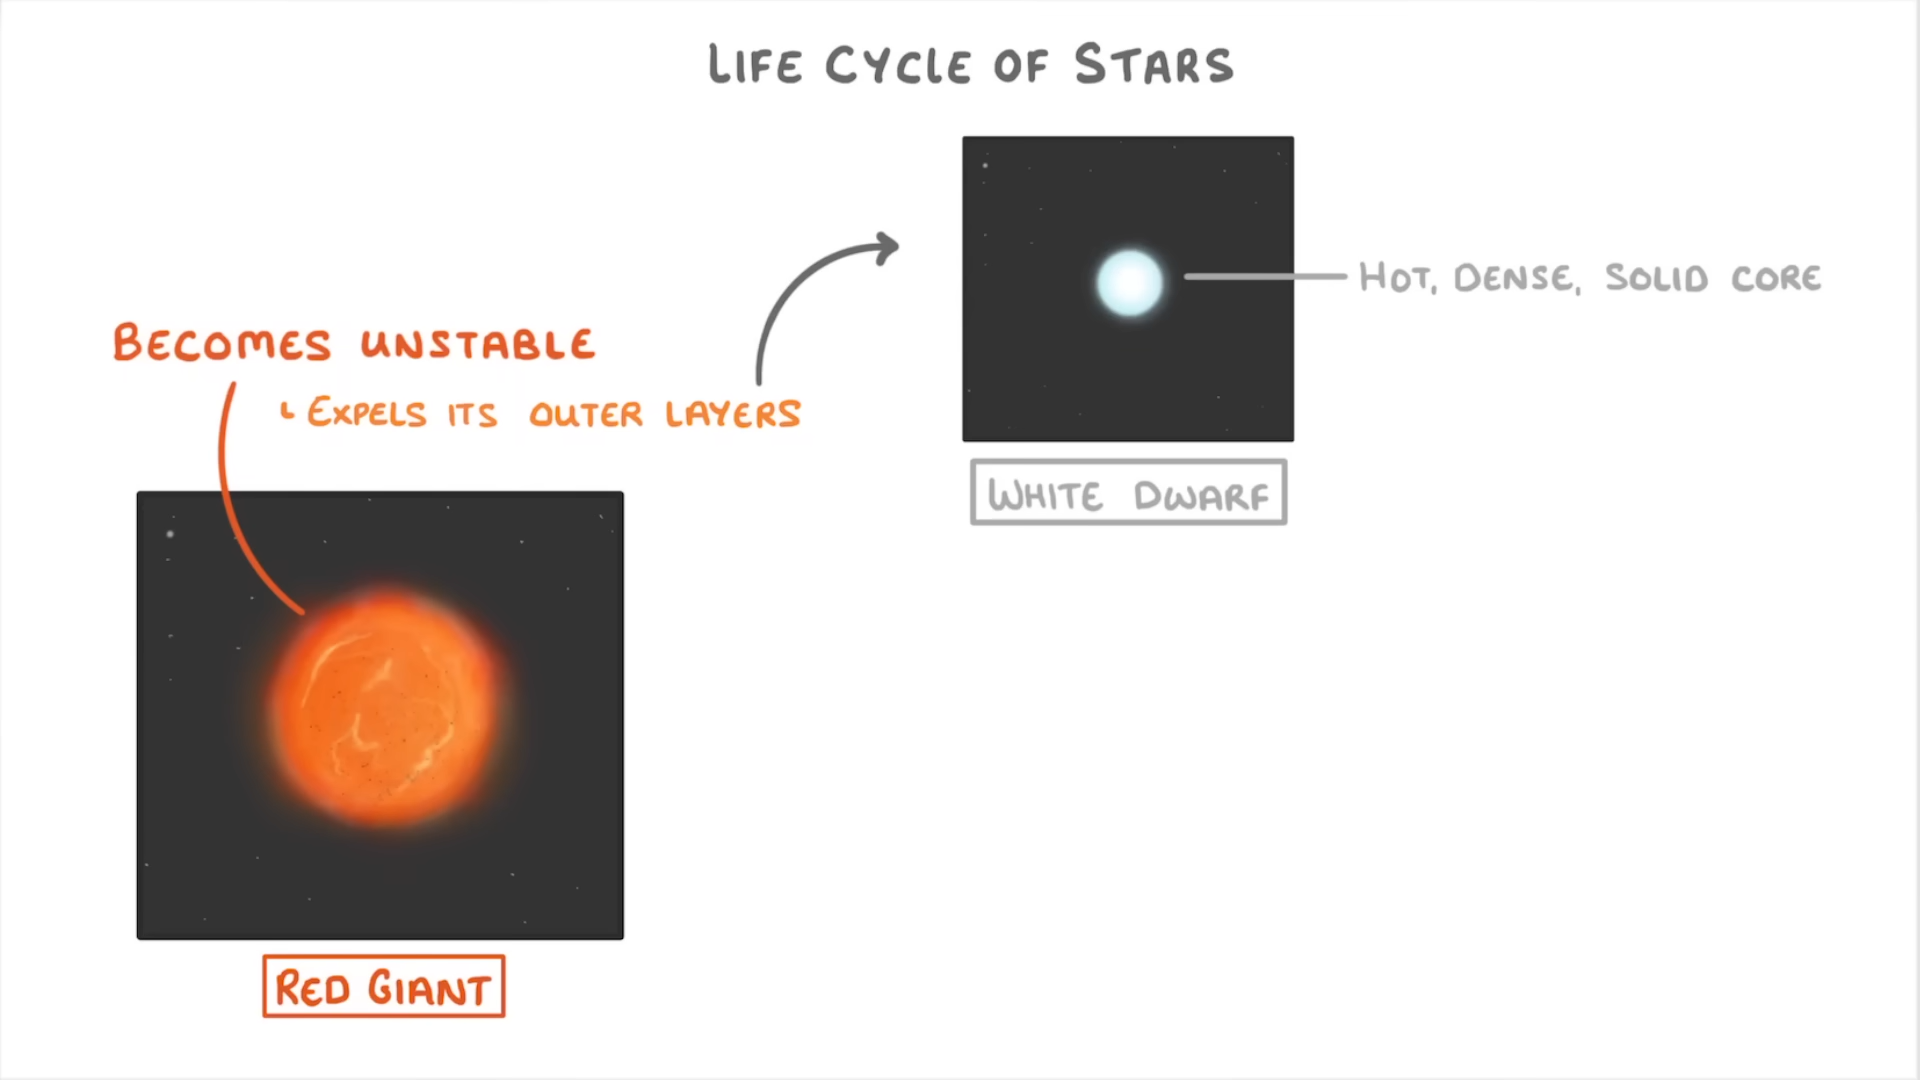 LIFE CYCLE OF STARS
HOT, DENSE, SOLID CORE
BECOMES UNSTABLE
↳ EXPELS ITS OUTER LAYERS
WHITE DWARF
RED GIANT